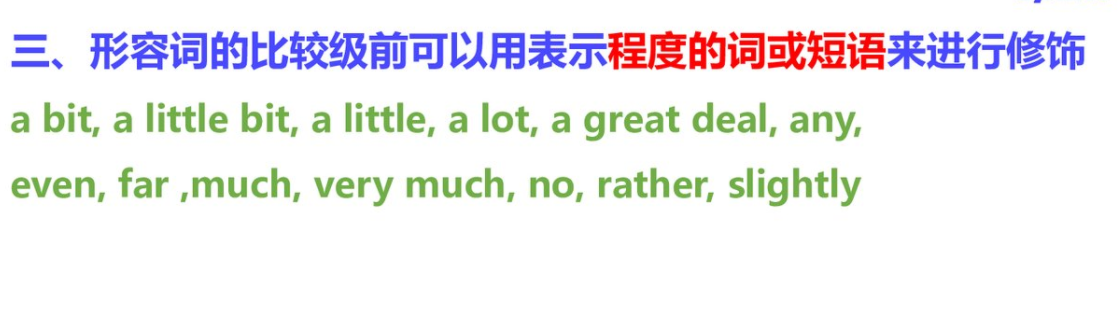 三、形容词的比较级前可以用表示程度的词或短语来进行修饰
a bit, a little bit, a little, a lot, a great deal, any,
even, far ,much, very much, no, rather, slightly